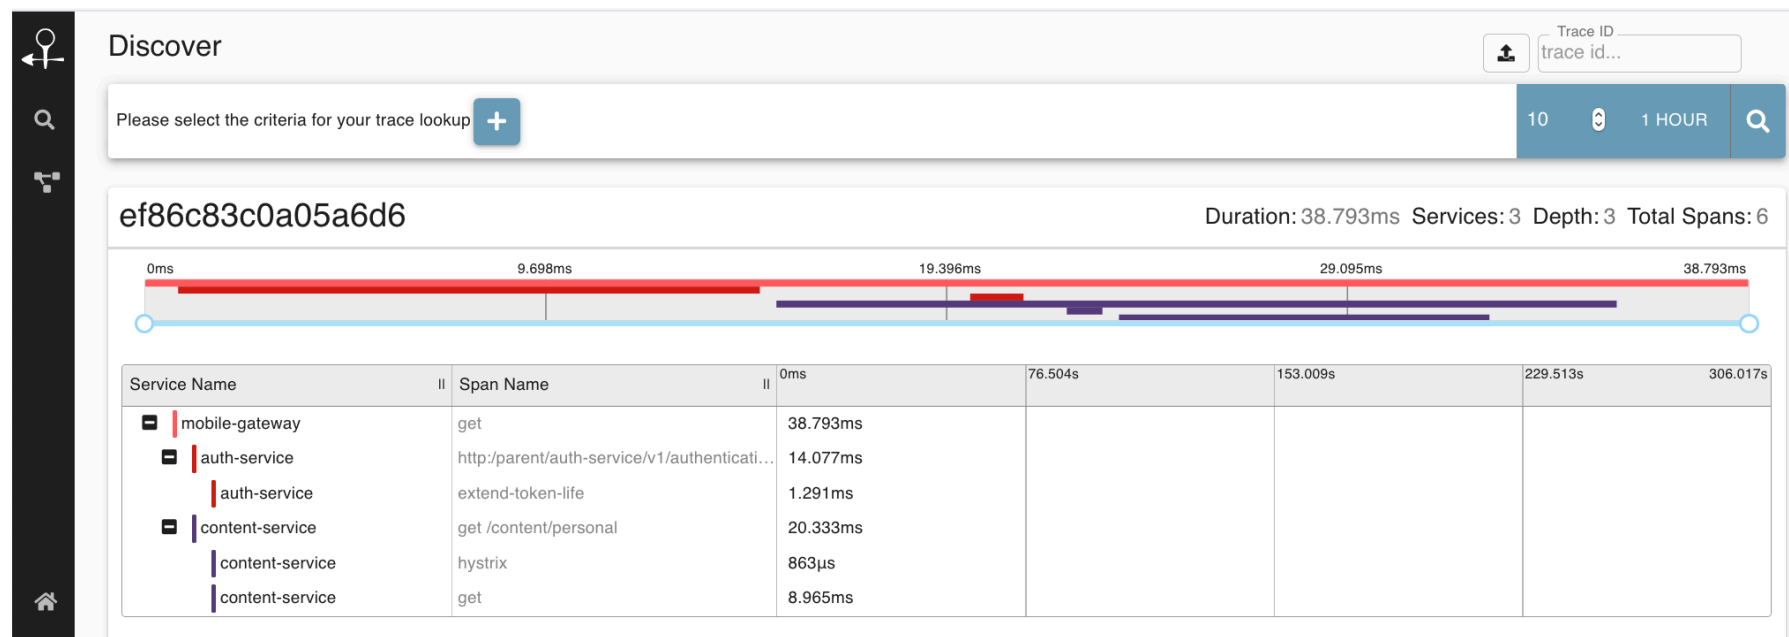 Discover
Trace ID
trace id...
Please select the criteria for your trace lookup
10 1 HOUR
ef86c83c0a05a6d6
Duration: 38.793ms Services: 3 Depth: 3 Total Spans: 6
0ms 9.698ms 19.396ms 29.095ms 38.793ms
Service Name Span Name 0ms 76.504s 153.009s 229.513s 306.017s
mobile-gateway get 38.793ms
auth-service http:/parent/auth-service/v1/authenticati... 14.077ms
auth-service extend-token-life 1.291ms
content-service get /content/personal 20.333ms
content-service hystrix 863μs
content-service get 8.965ms